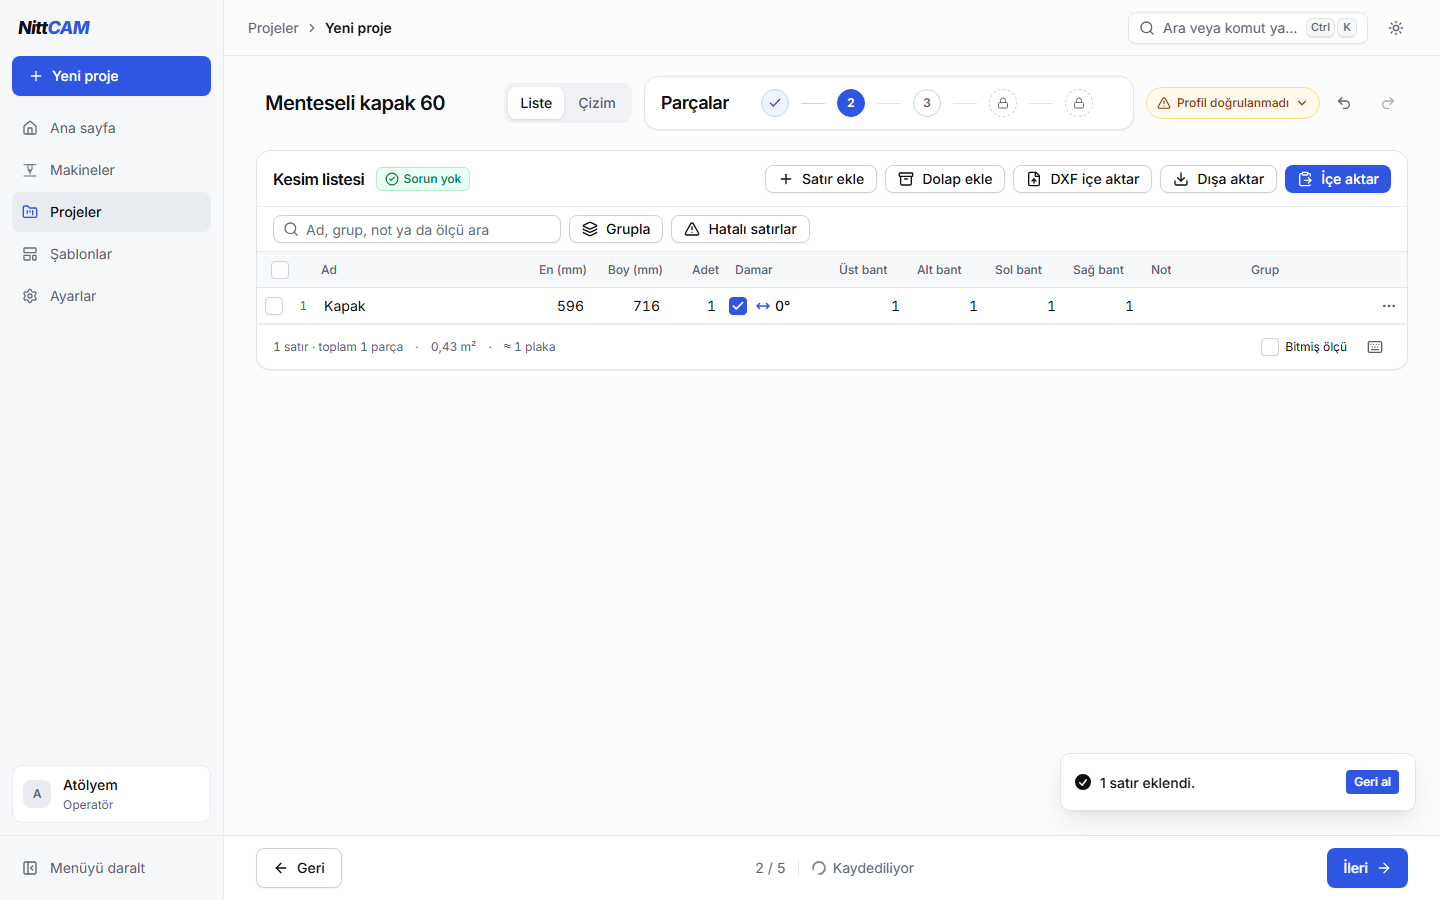 NittCAM
Yeni proje
Ana sayfa
Makineler
Projeler
Şablonlar
Ayarlar
A
Atölyem
Operatör
Menüyü daralt
Projeler > Yeni proje
Ara veya komut ya... Ctrl K
Menteseli kapak 60
Liste Çizim
Parçalar 2 3
Profil doğrulanmadı
Kesim listesi Sorun yok
Satır ekle Dolap ekle DXF içe aktar Dışa aktar İçe aktar
Ad, grup, not ya da ölçü ara Grupla Hatalı satırlar
Ad En (mm) Boy (mm) Adet Damar Üst bant Alt bant Sol bant Sağ bant Not Grup
1 Kapak 596 716 1 0° 1 1 1 1
1 satır · toplam 1 parça · 0,43 m² · ≈ 1 plaka
Bitmiş ölçü
1 satır eklendi. Geri al
Geri 2 / 5 Kaydediliyor İleri